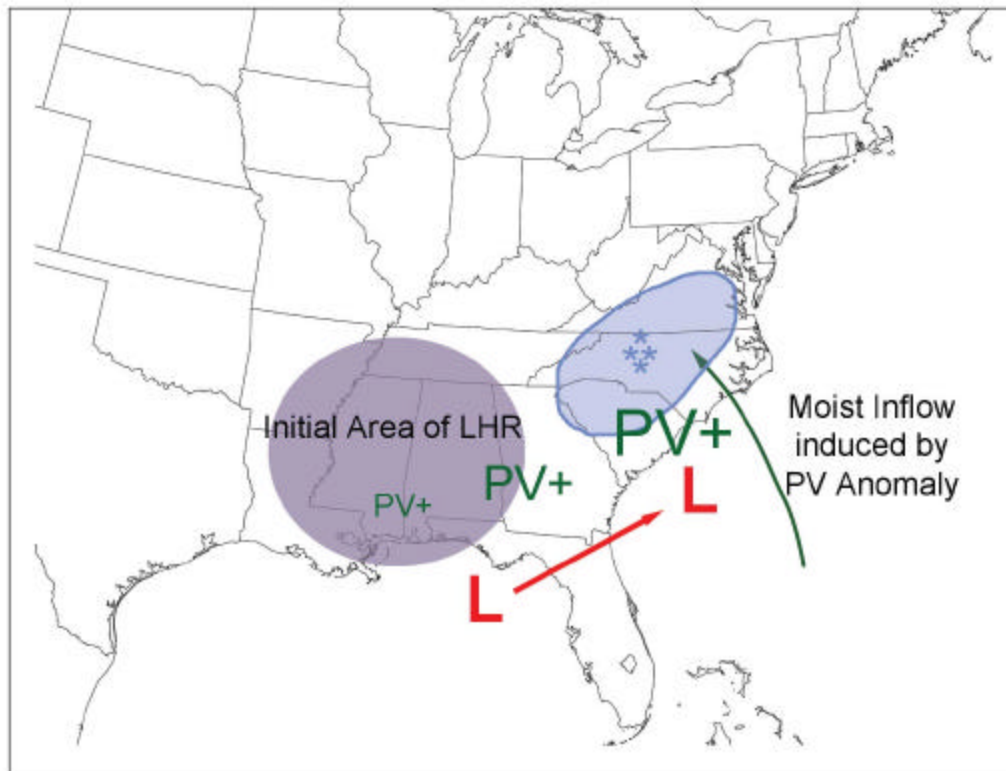 Initial Area of LHR
PV+
PV+
PV+
L
L
Moist Inflow
induced by
PV Anomaly